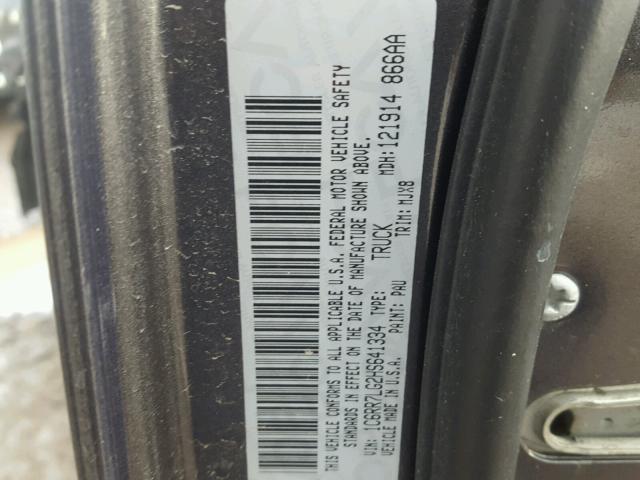 THIS VEHICLE CONFORMS TO ALL APPLICABLE U.S.A. FEDERAL MOTOR VEHICLE SAFETY
STANDARDS IN EFFECT ON THE DATE OF MANUFACTURE SHOWN ABOVE.
VIN: 1C6RR7LG2HS641334 TYPE: TRUCK MDH:121914 866AA
VEHICLE MADE IN U.S.A. PAINT: PAU TRIM: MJX8